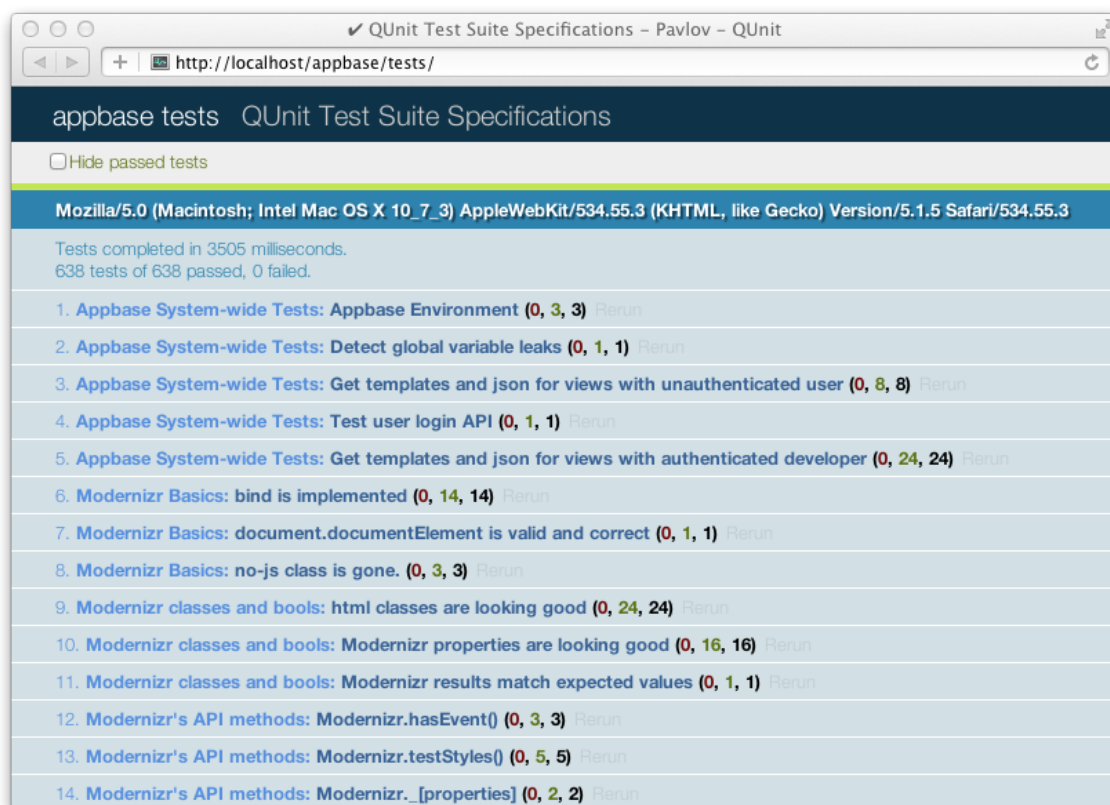 ✔ QUnit Test Suite Specifications – Pavlov – QUnit
http://localhost/appbase/tests/
appbase tests QUnit Test Suite Specifications
Hide passed tests
Mozilla/5.0 (Macintosh; Intel Mac OS X 10_7_3) AppleWebKit/534.55.3 (KHTML, like Gecko) Version/5.1.5 Safari/534.55.3
Tests completed in 3505 milliseconds.
638 tests of 638 passed, 0 failed.
1. Appbase System-wide Tests: Appbase Environment (0, 3, 3) Rerun
2. Appbase System-wide Tests: Detect global variable leaks (0, 1, 1) Rerun
3. Appbase System-wide Tests: Get templates and json for views with unauthenticated user (0, 8, 8) Rerun
4. Appbase System-wide Tests: Test user login API (0, 1, 1) Rerun
5. Appbase System-wide Tests: Get templates and json for views with authenticated developer (0, 24, 24) Rerun
6. Modernizr Basics: bind is implemented (0, 14, 14) Rerun
7. Modernizr Basics: document.documentElement is valid and correct (0, 1, 1) Rerun
8. Modernizr Basics: no-js class is gone. (0, 3, 3) Rerun
9. Modernizr classes and bools: html classes are looking good (0, 24, 24) Rerun
10. Modernizr classes and bools: Modernizr properties are looking good (0, 16, 16) Rerun
11. Modernizr classes and bools: Modernizr results match expected values (0, 1, 1) Rerun
12. Modernizr's API methods: Modernizr.hasEvent() (0, 3, 3) Rerun
13. Modernizr's API methods: Modernizr.testStyles() (0, 5, 5) Rerun
14. Modernizr's API methods: Modernizr._[properties] (0, 2, 2) Rerun